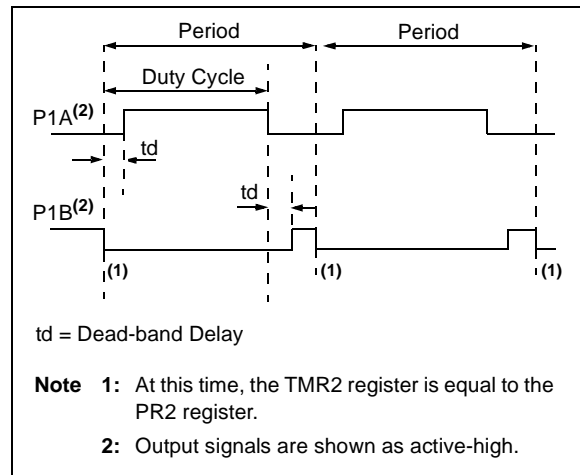 Period Period
Duty Cycle
P1A(2)
td
td
P1B(2)
(1) (1) (1)
td = Dead-band Delay
Note 1: At this time, the TMR2 register is equal to the
PR2 register.
2: Output signals are shown as active-high.